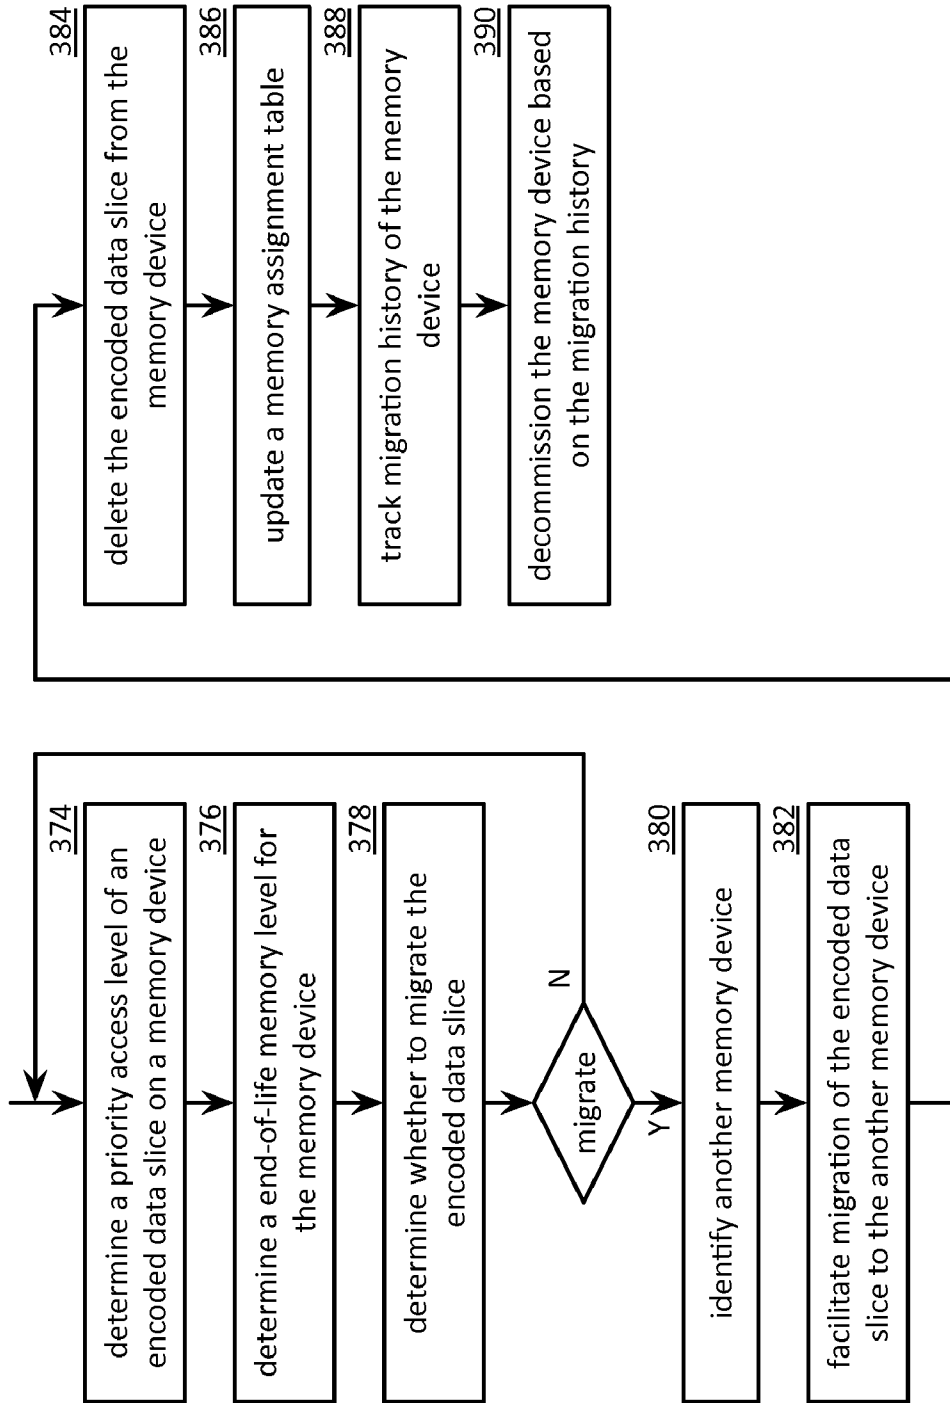 374
determine a priority access level of an
encoded data slice on a memory device
376
determine a end-of-life memory level for
the memory device
378
determine whether to migrate the
encoded data slice
migrate
N
Y
380
identify another memory device
382
facilitate migration of the encoded data
slice to the another memory device
384
delete the encoded data slice from the
memory device
386
update a memory assignment table
388
track migration history of the memory
device
390
decommission the memory device based
on the migration history